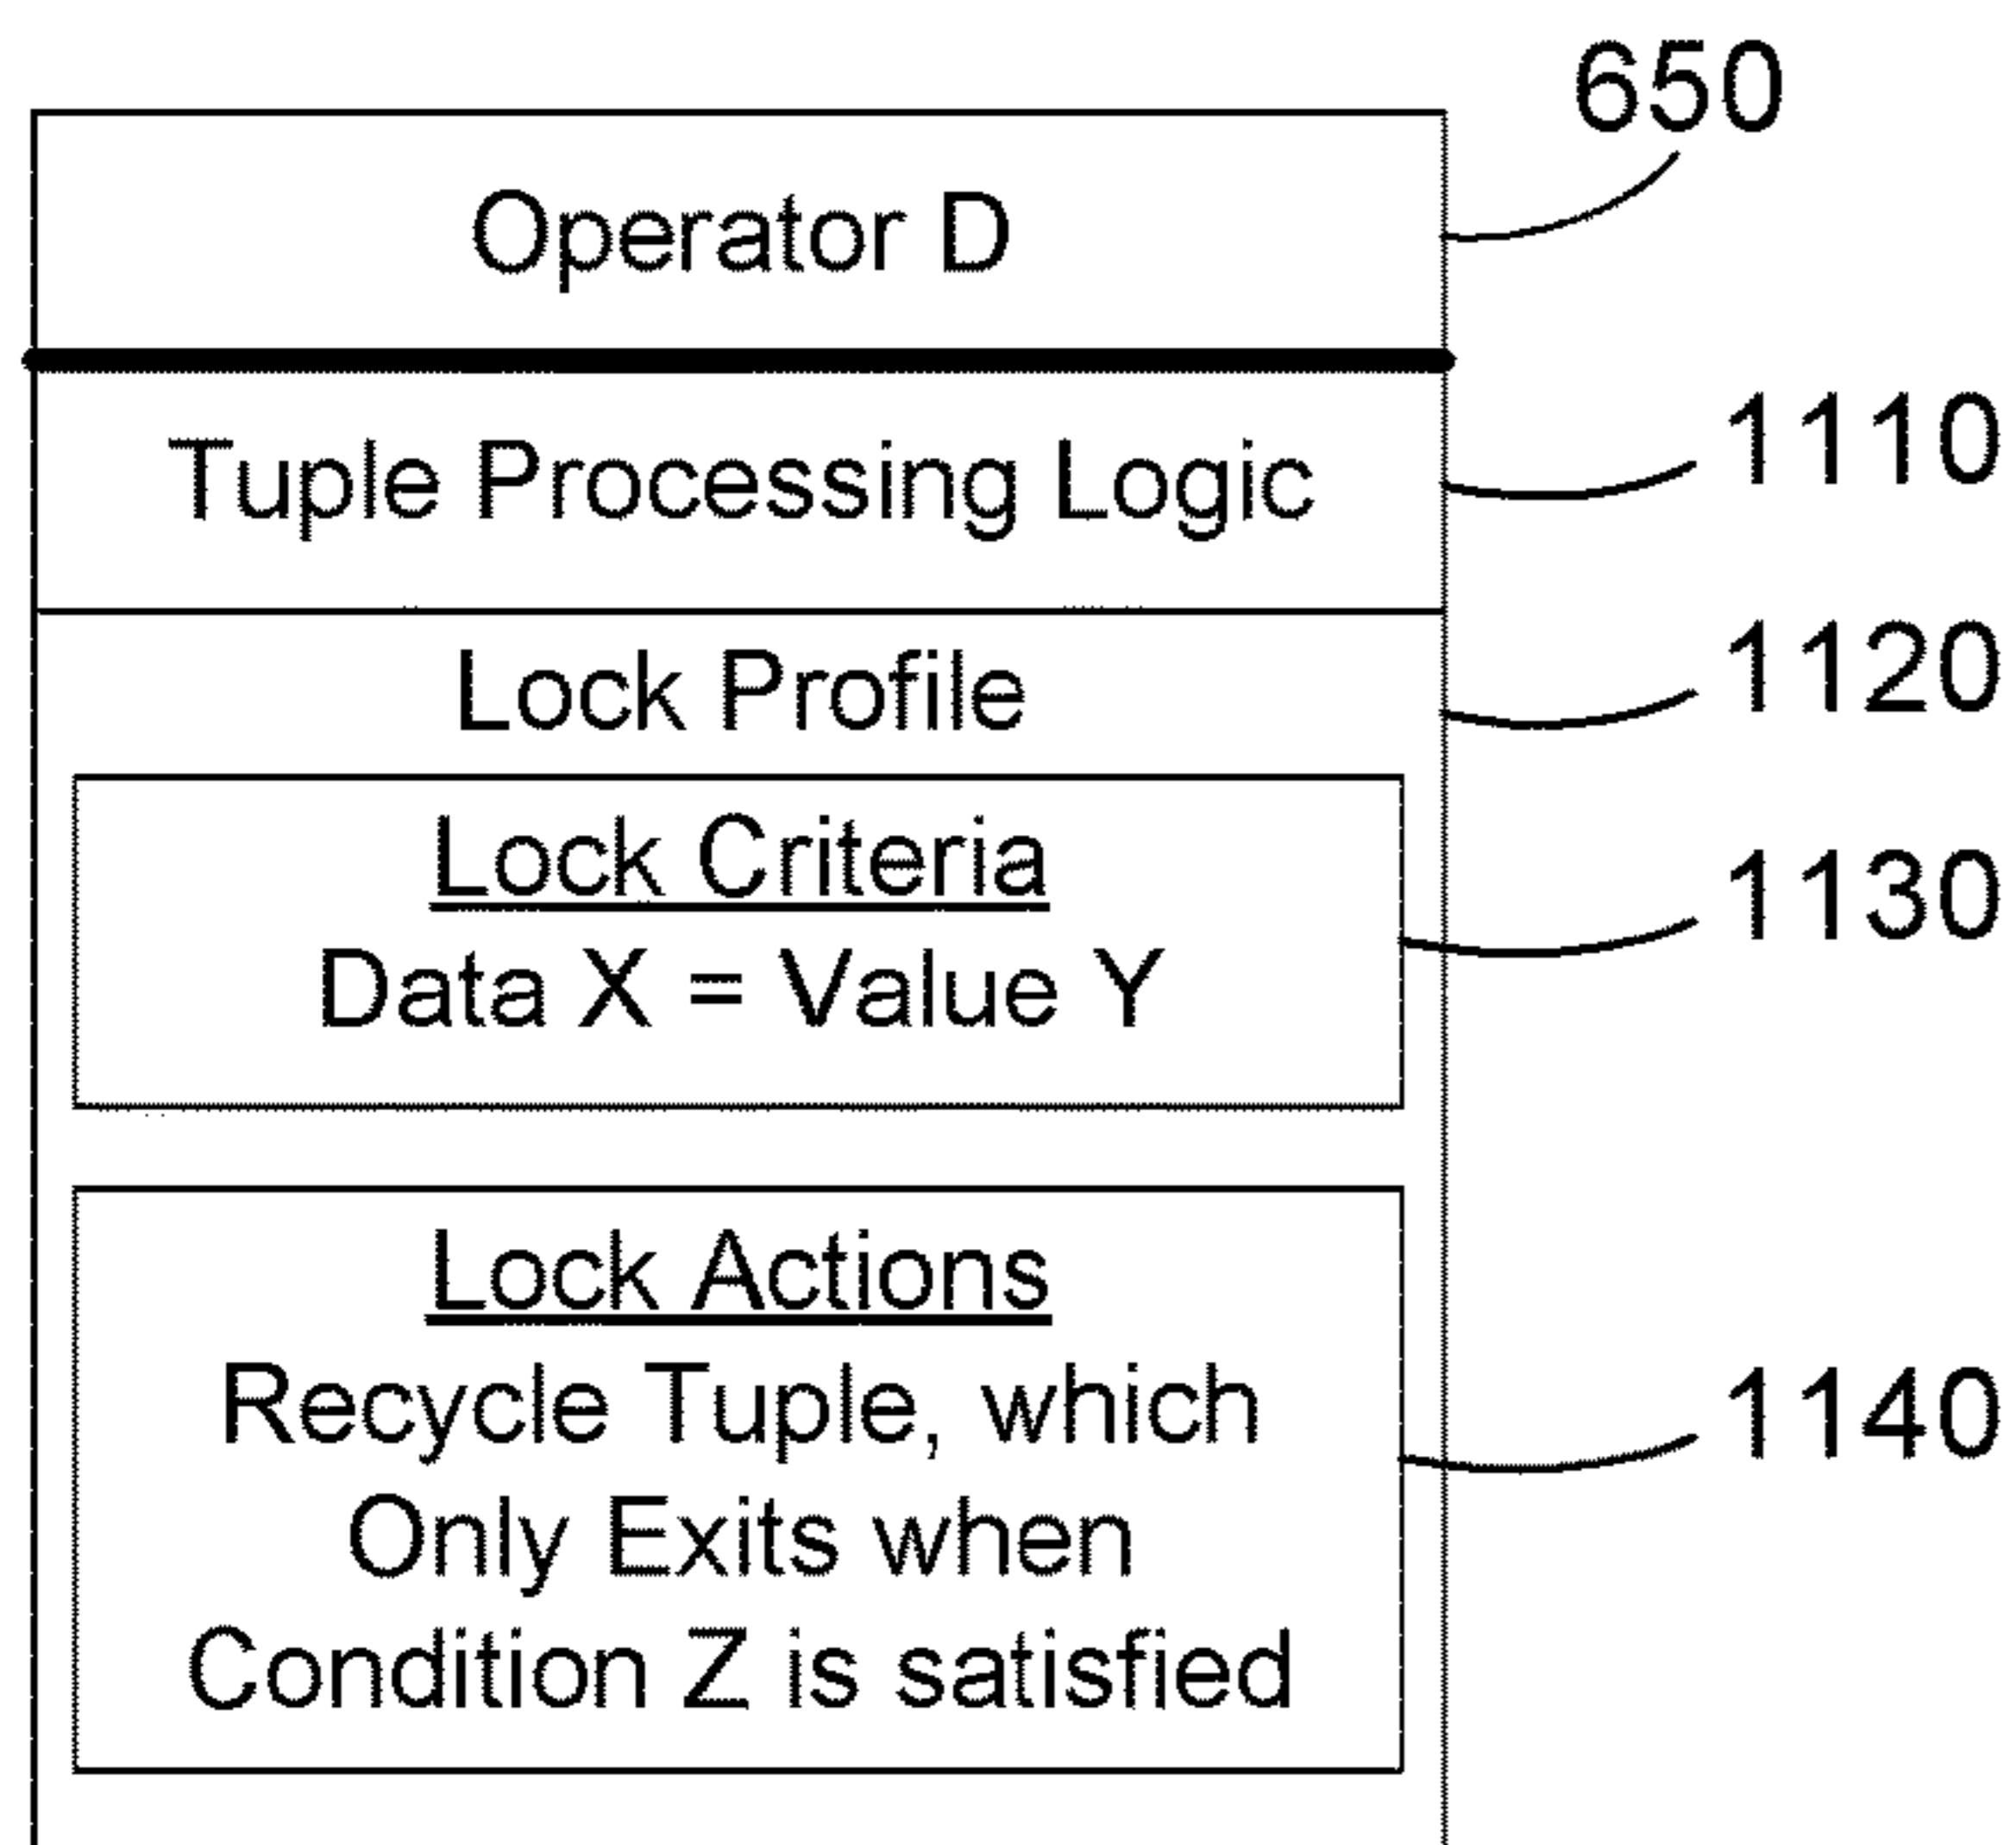 650
Operator D
Tuple Processing Logic
1110
Lock Profile
1120
Lock Criteria
1130
Data X = Value Y
Lock Actions
Recycle Tuple, which
1140
Only Exits when
Condition Z is satisfied